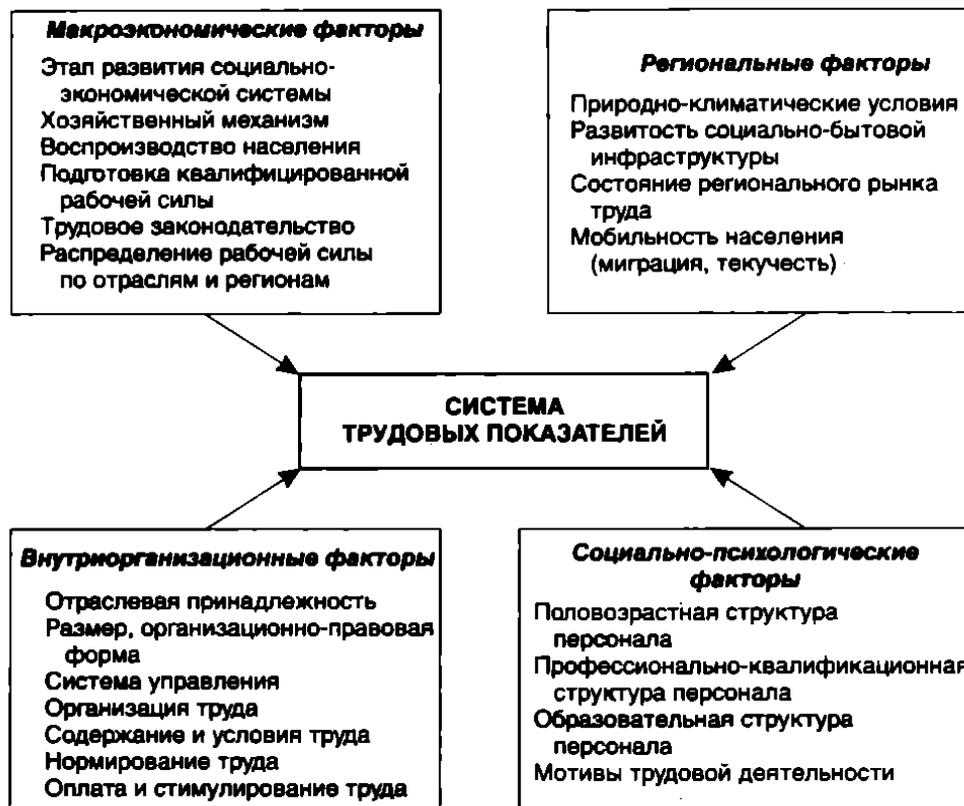 Макроэкономические факторы
Этап развития социально-
экономической системы
Хозяйственный механизм
Воспроизводство населения
Подготовка квалифицированной
рабочей силы
Трудовое законодательство
Распределение рабочей силы
по отраслям и регионам
Региональные факторы
Природно-климатические условия
Развитость социально-бытовой
инфраструктуры
Состояние регионального рынка
труда
Мобильность населения
(миграция, текучесть)
СИСТЕМА
ТРУДОВЫХ ПОКАЗАТЕЛЕЙ
Внутриорганизационные факторы
Отраслевая принадлежность
Размер, организационно-правовая
форма
Система управления
Организация труда
Содержание и условия труда
Нормирование труда
Оплата и стимулирование труда
Социально-психологические
факторы
Половозрастная структура
персонала
Профессионально-квалификационная
структура персонала
Образовательная структура
персонала
Мотивы трудовой деятельности